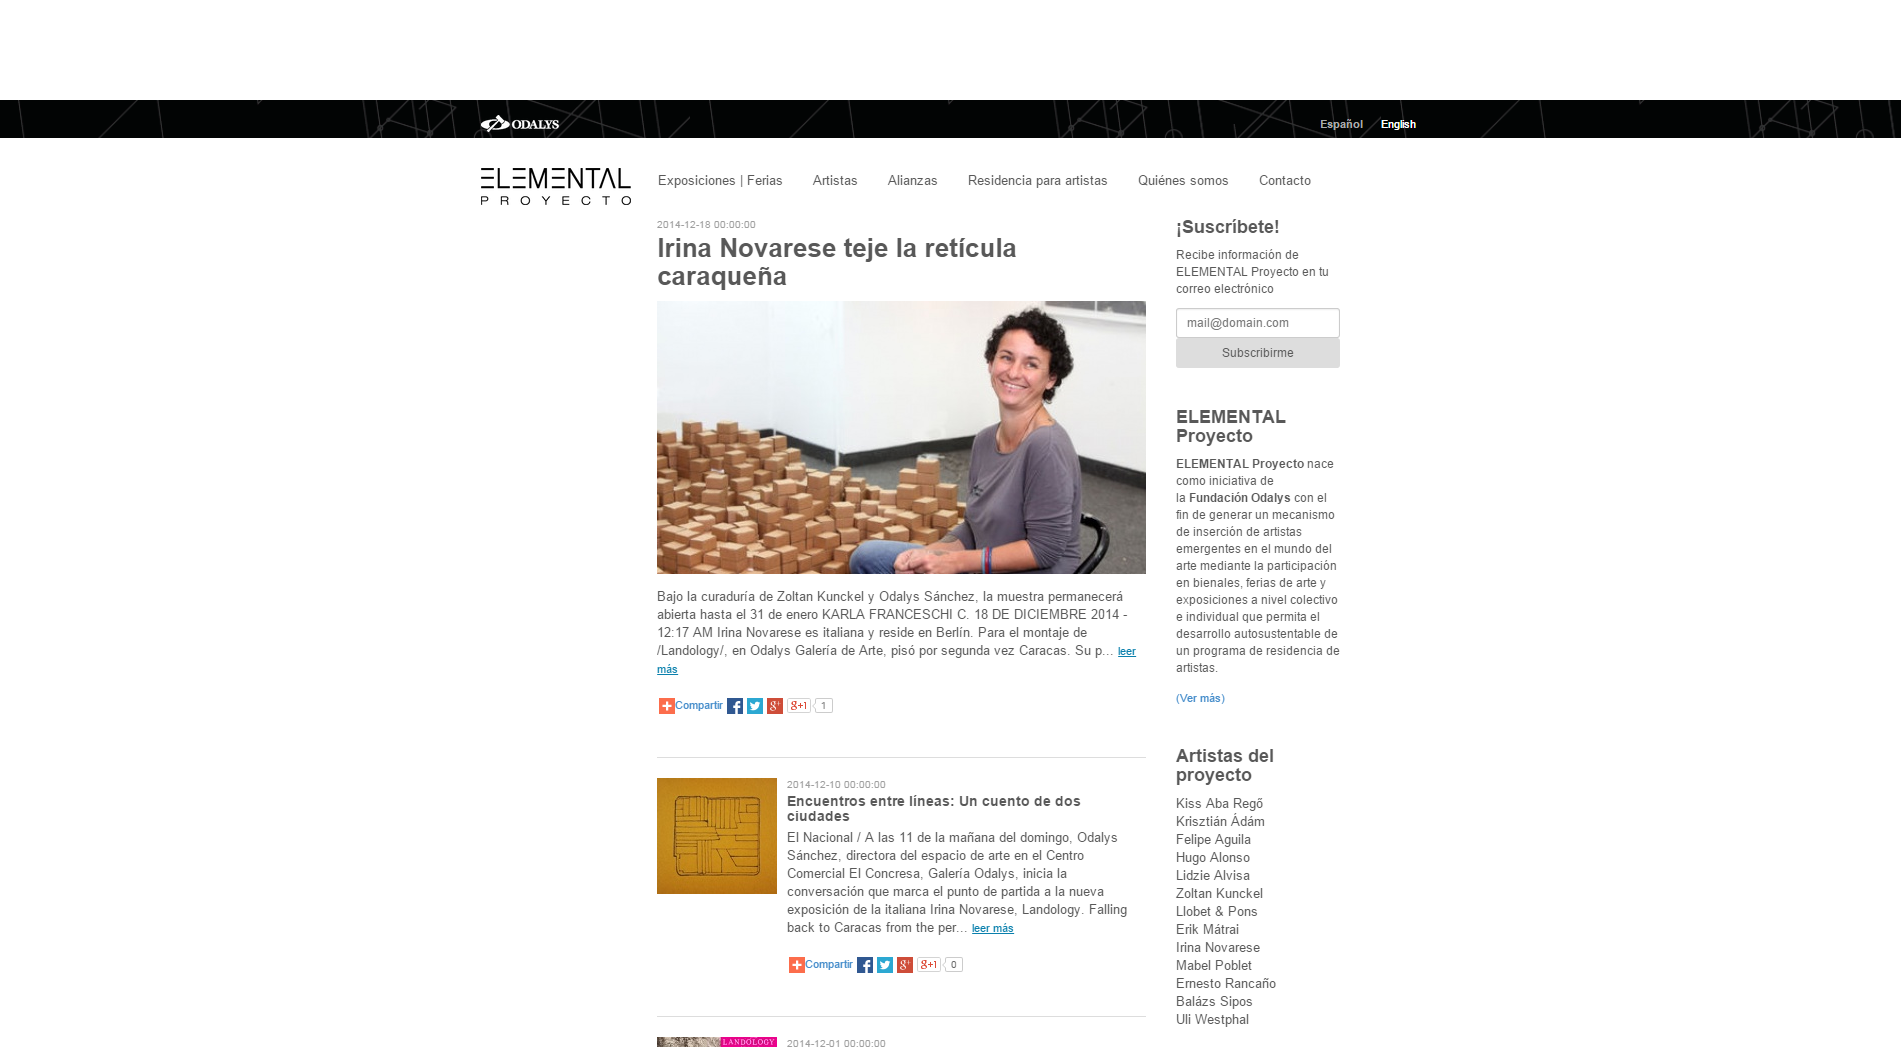 ODALYS
Español English
ELEMENTAL
PROYECTO
Exposiciones | Ferias Artistas Alianzas Residencia para artistas Quiénes somos Contacto
2014-12-18 00:00:00
Irina Novarese teje la retícula
caraqueña
Bajo la curaduría de Zoltan Kunckel y Odalys Sánchez, la muestra permanecerá
abierta hasta el 31 de enero KARLA FRANCESCHI C. 18 DE DICIEMBRE 2014 -
12:17 AM Irina Novarese es italiana y reside en Berlín. Para el montaje de
/Landology/, en Odalys Galería de Arte, pisó por segunda vez Caracas. Su p... leer
más
Compartir g+ g+1 1
2014-12-10 00:00:00
Encuentros entre líneas: Un cuento de dos
ciudades
El Nacional / A las 11 de la mañana del domingo, Odalys
Sánchez, directora del espacio de arte en el Centro
Comercial El Concresa, Galería Odalys, inicia la
conversación que marca el punto de partida a la nueva
exposición de la italiana Irina Novarese, Landology. Falling
back to Caracas from the per... leer más
Compartir g+ g+1 0
LANDOLOGY
2014-12-01 00:00:00
¡Suscríbete!
Recibe información de
ELEMENTAL Proyecto en tu
correo electrónico
mail@domain.com
Subscribirme
ELEMENTAL
Proyecto
ELEMENTAL Proyecto nace
como iniciativa de
la Fundación Odalys con el
fin de generar un mecanismo
de inserción de artistas
emergentes en el mundo del
arte mediante la participación
en bienales, ferias de arte y
exposiciones a nivel colectivo
e individual que permita el
desarrollo autosustentable de
un programa de residencia de
artistas.
(Ver más)
Artistas del
proyecto
Kiss Aba Regő
Krisztián Ádám
Felipe Aguila
Hugo Alonso
Lidzie Alvisa
Zoltan Kunckel
Llobet & Pons
Erik Mátrai
Irina Novarese
Mabel Poblet
Ernesto Rancaño
Balázs Sipos
Uli Westphal